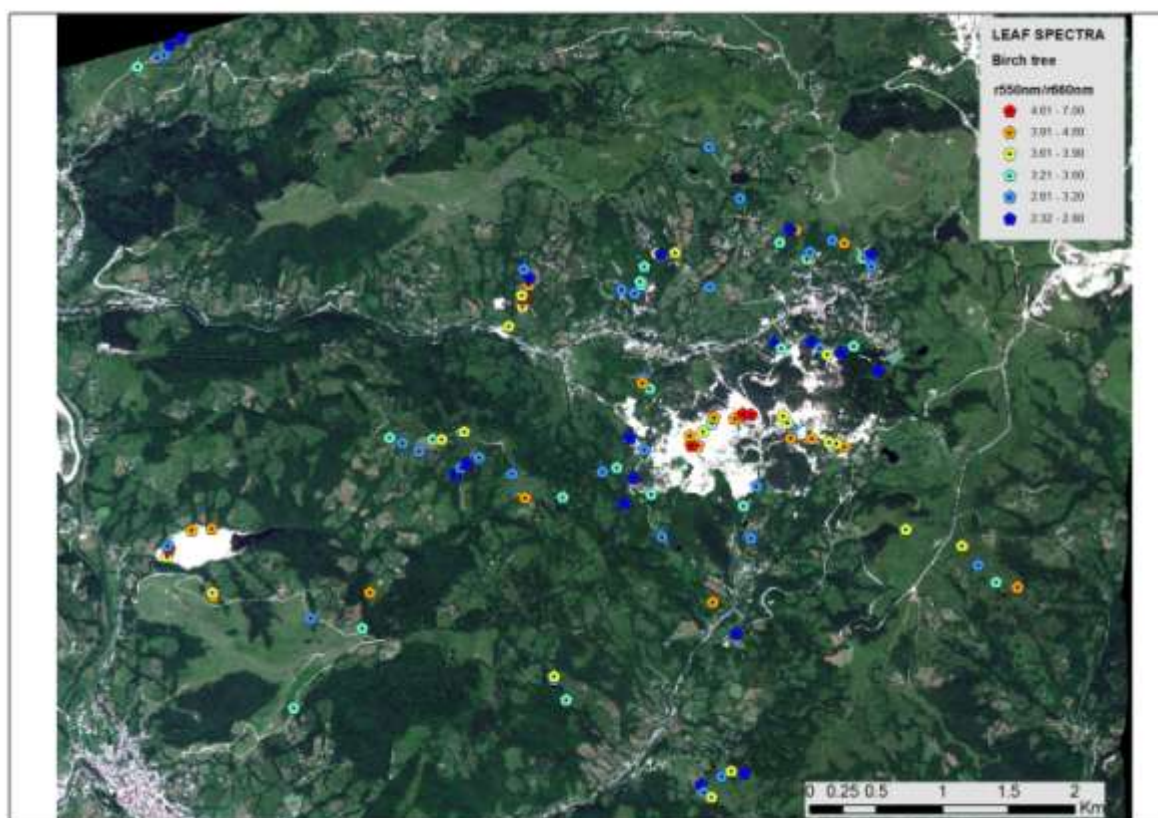 LEAF SPECTRA
Birch tree
r550nm/r660nm
4.01 - 7.00
3.91 - 4.00
3.61 - 3.90
3.21 - 3.60
2.81 - 3.20
2.32 - 2.80
0 0.25 0.5 1 1.5 2
Km